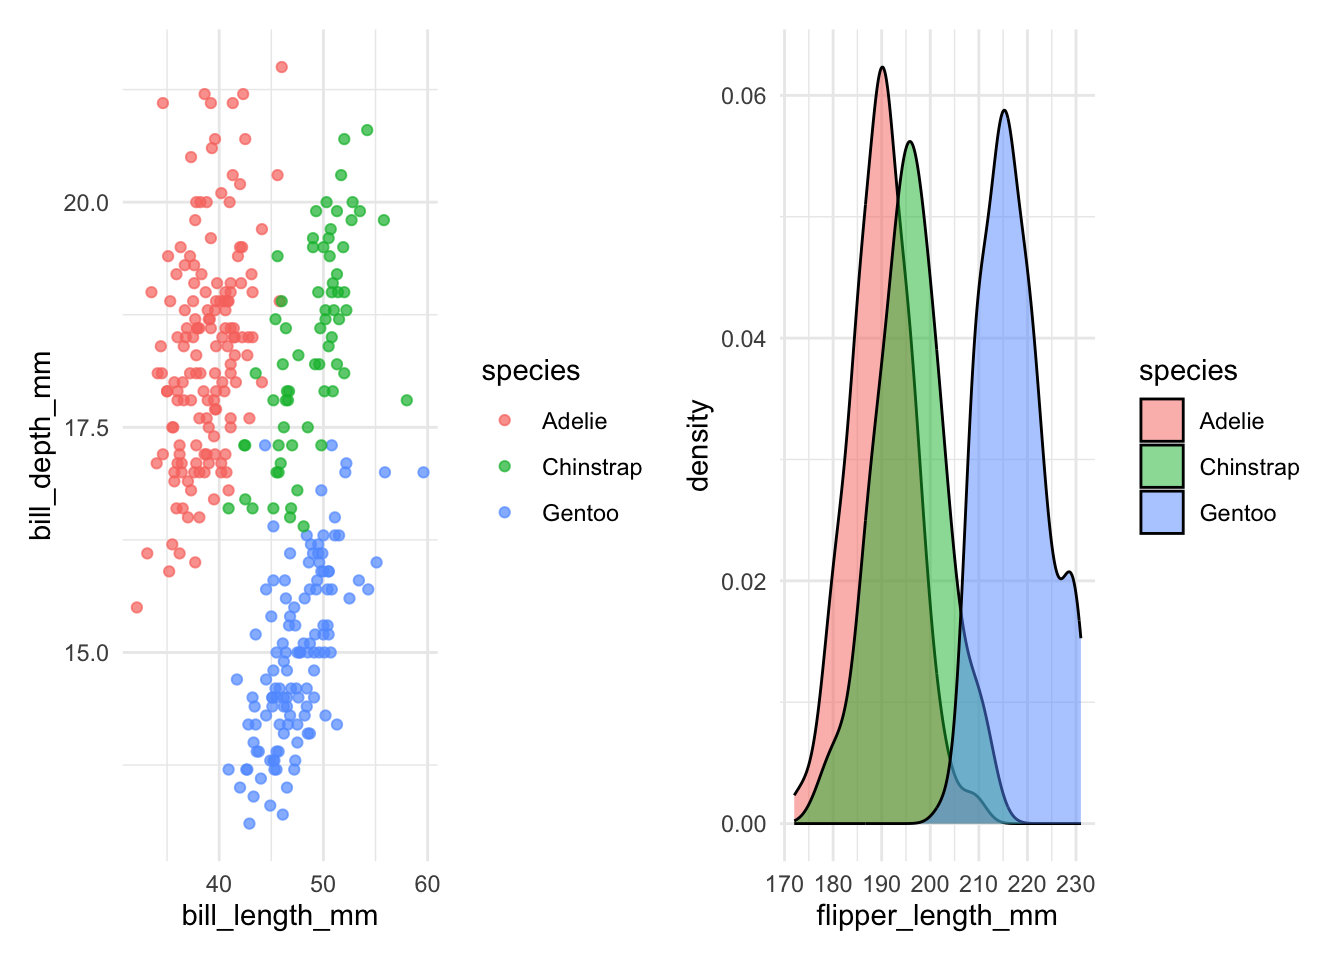 20.0
17.5
15.0
bill_depth_mm
40 50 60
bill_length_mm
species
Adelie
Chinstrap
Gentoo
0.06
0.04
0.02
0.00
density
170 180 190 200 210 220 230
flipper_length_mm
species
Adelie
Chinstrap
Gentoo